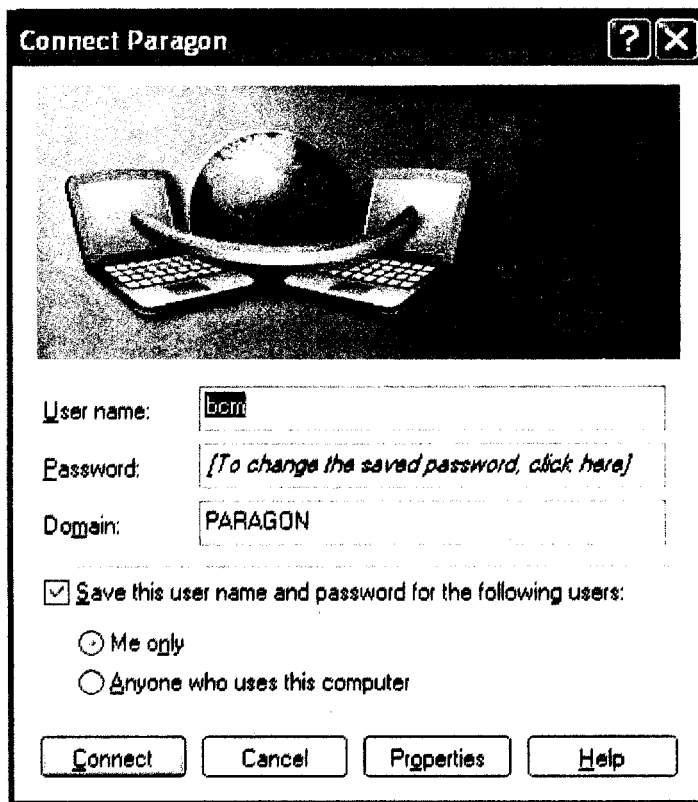 Connect Paragon
User name: bcm
Password: [To change the saved password, click here]
Domain: PARAGON
Save this user name and password for the following users:
Me only
Anyone who uses this computer
Connect Cancel Properties Help